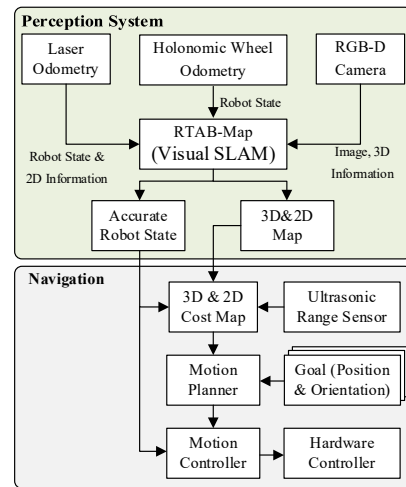 Perception System
Laser
Odometry
Holonomic Wheel
Odometry
RGB-D
Camera
Robot State
RTAB-Map
(Visual SLAM)
Robot State &
2D Information
Image, 3D
Information
Accurate
Robot State
3D&2D
Map
Navigation
3D & 2D
Cost Map
Ultrasonic
Range Sensor
Motion
Planner
Goal (Position
& Orientation)
Motion
Controller
Hardware
Controller